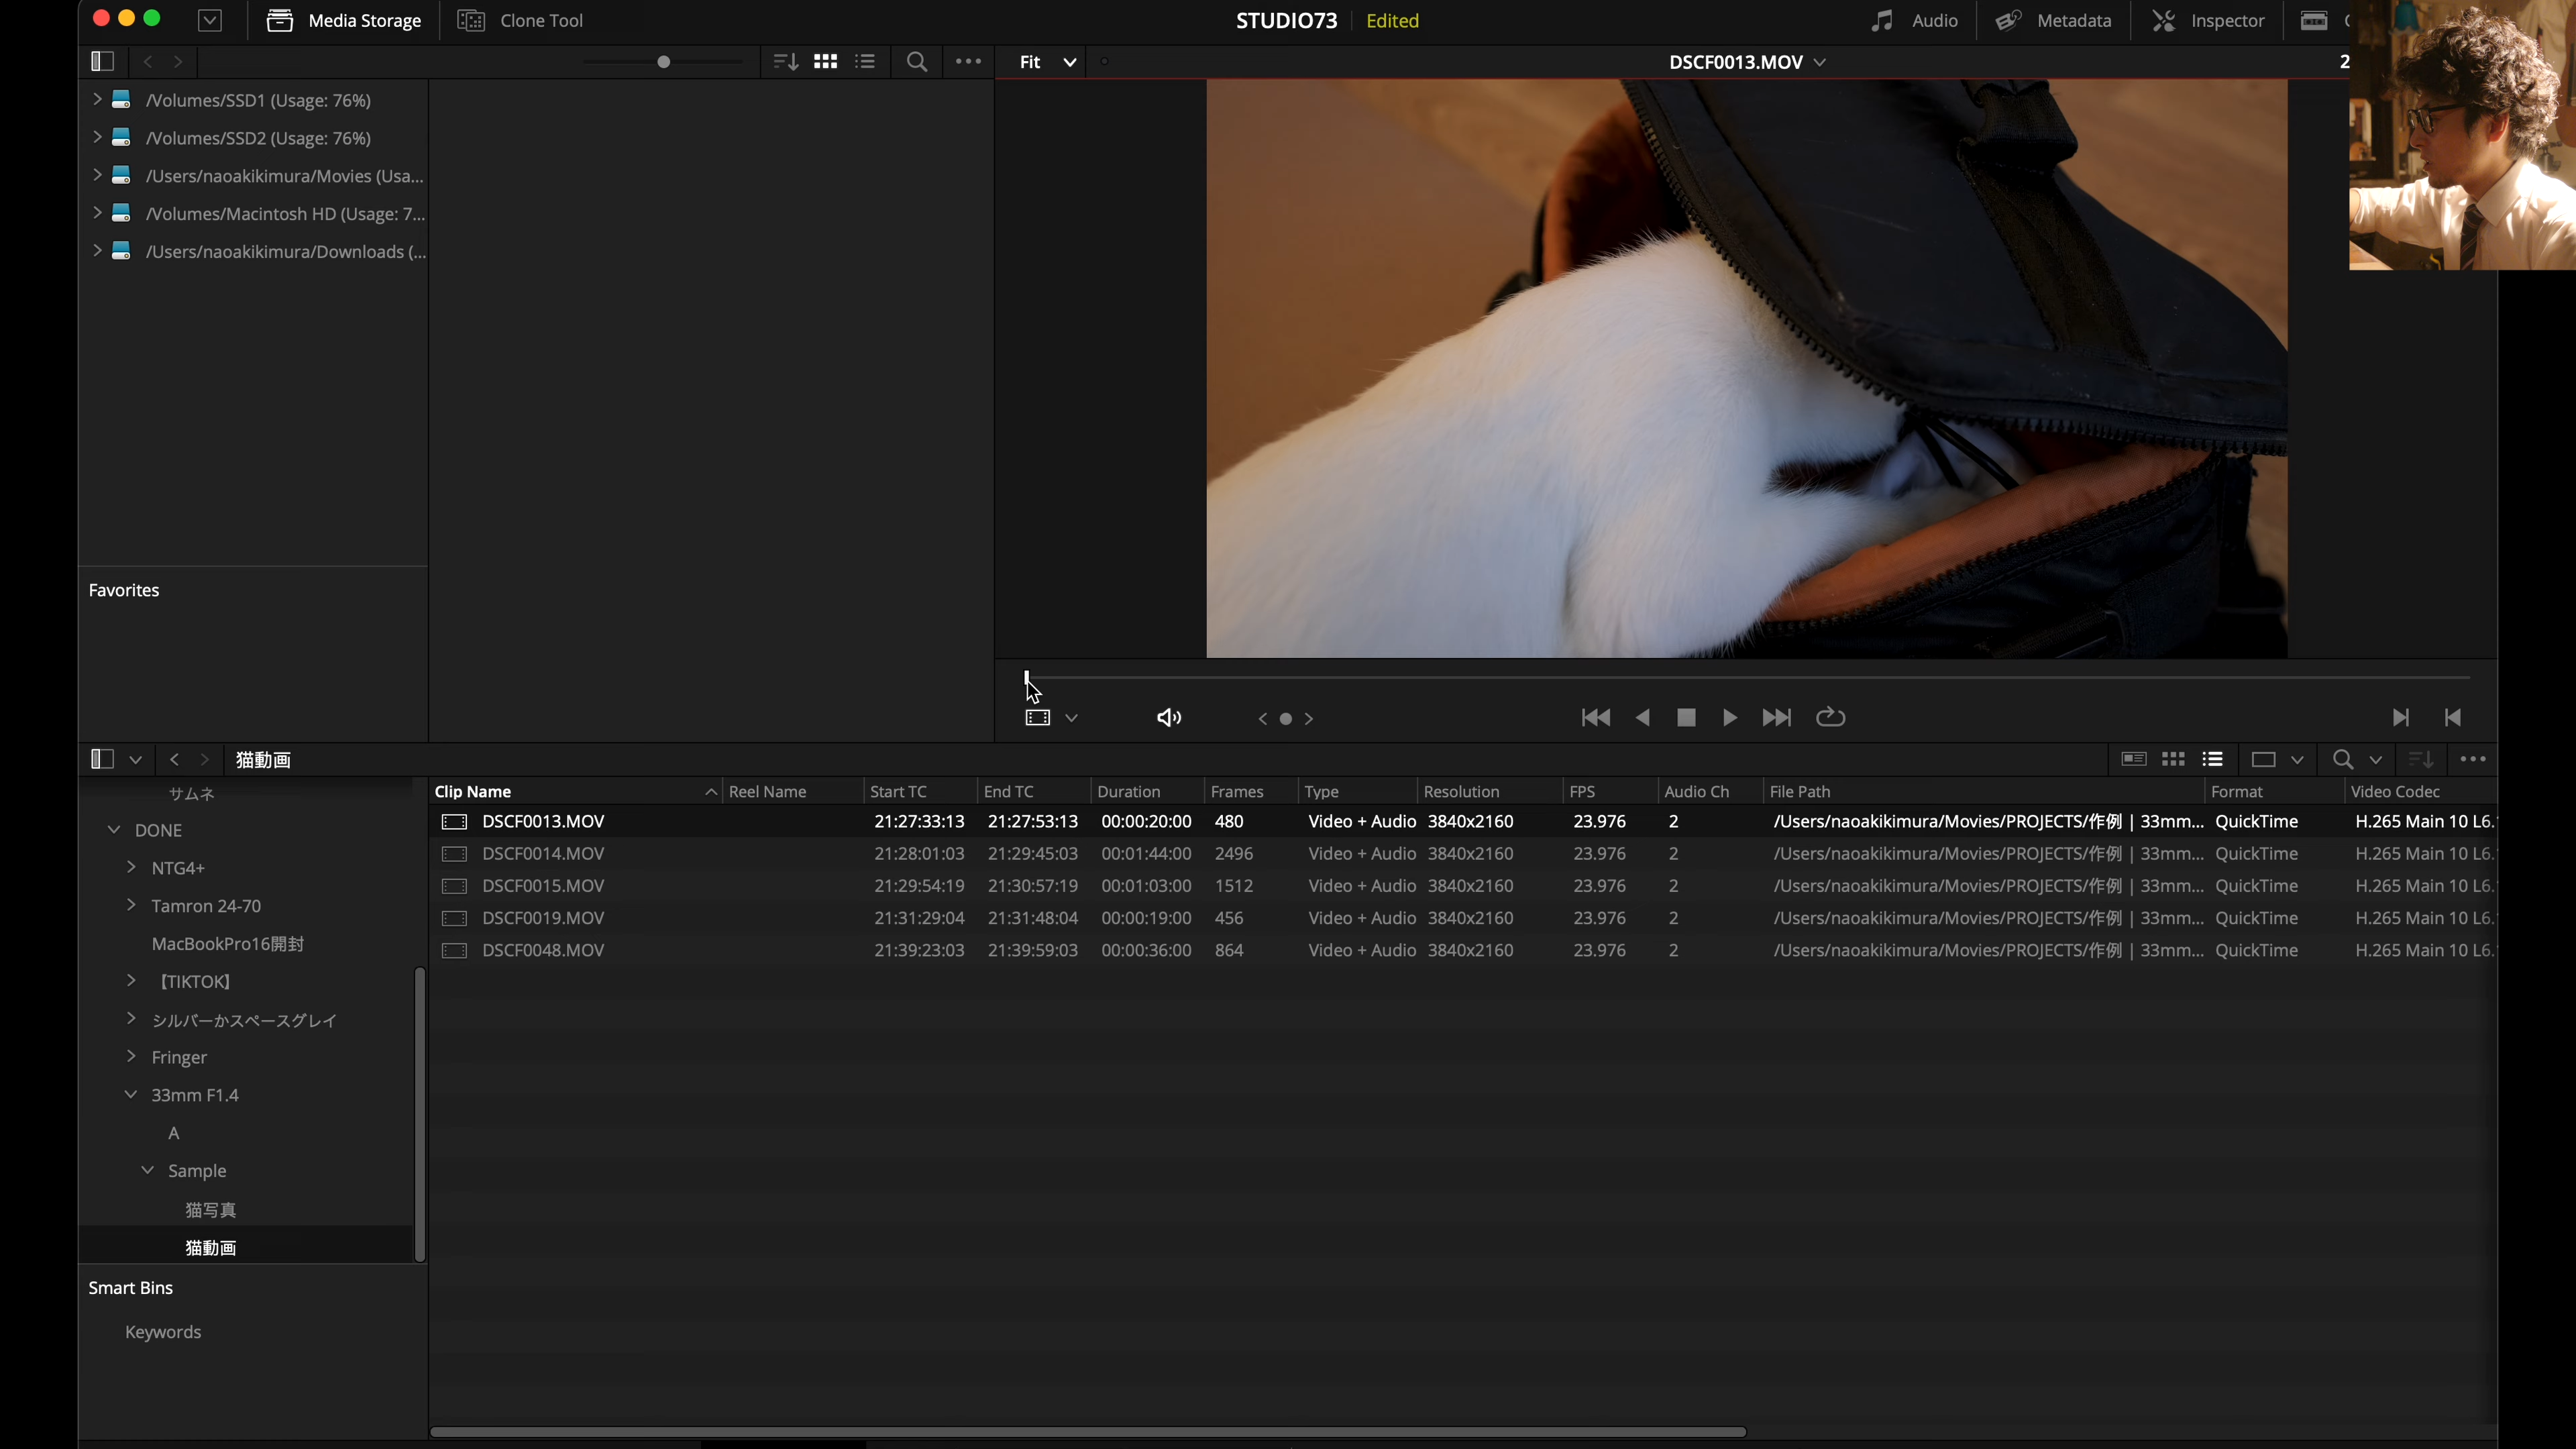 Media Storage
Clone Tool
STUDIO73
Edited
Audio
Metadata
Inspector
Fit
DSCF0013.MOV
/Volumes/SSD1 (Usage: 76%)
/Volumes/SSD2 (Usage: 76%)
/Users/naoakikimura/Movies (Usa...
/Volumes/Macintosh HD (Usage: 7...
/Users/naoakikimura/Downloads (...
Favorites
猫動画
サムネ
DONE
NTG4+
Tamron 24-70
MacBookPro16開封
【TIKTOK】
シルバーかスペースグレイ
Fringer
33mm F1.4
A
Sample
猫写真
猫動画
Smart Bins
Keywords
Clip Name Reel Name Start TC End TC Duration Frames Type Resolution FPS Audio Ch File Path Format Video Codec
DSCF0013.MOV 21:27:33:13 21:27:53:13 00:00:20:00 480 Video + Audio 3840x2160 23.976 2 /Users/naoakikimura/Movies/PROJECTS/作例 | 33mm... QuickTime H.265 Main 10 L6.
DSCF0014.MOV 21:28:01:03 21:29:45:03 00:01:44:00 2496 Video + Audio 3840x2160 23.976 2 /Users/naoakikimura/Movies/PROJECTS/作例 | 33mm... QuickTime H.265 Main 10 L6.
DSCF0015.MOV 21:29:54:19 21:30:57:19 00:01:03:00 1512 Video + Audio 3840x2160 23.976 2 /Users/naoakikimura/Movies/PROJECTS/作例 | 33mm... QuickTime H.265 Main 10 L6.
DSCF0019.MOV 21:31:29:04 21:31:48:04 00:00:19:00 456 Video + Audio 3840x2160 23.976 2 /Users/naoakikimura/Movies/PROJECTS/作例 | 33mm... QuickTime H.265 Main 10 L6.
DSCF0048.MOV 21:39:23:03 21:39:59:03 00:00:36:00 864 Video + Audio 3840x2160 23.976 2 /Users/naoakikimura/Movies/PROJECTS/作例 | 33mm... QuickTime H.265 Main 10 L6.